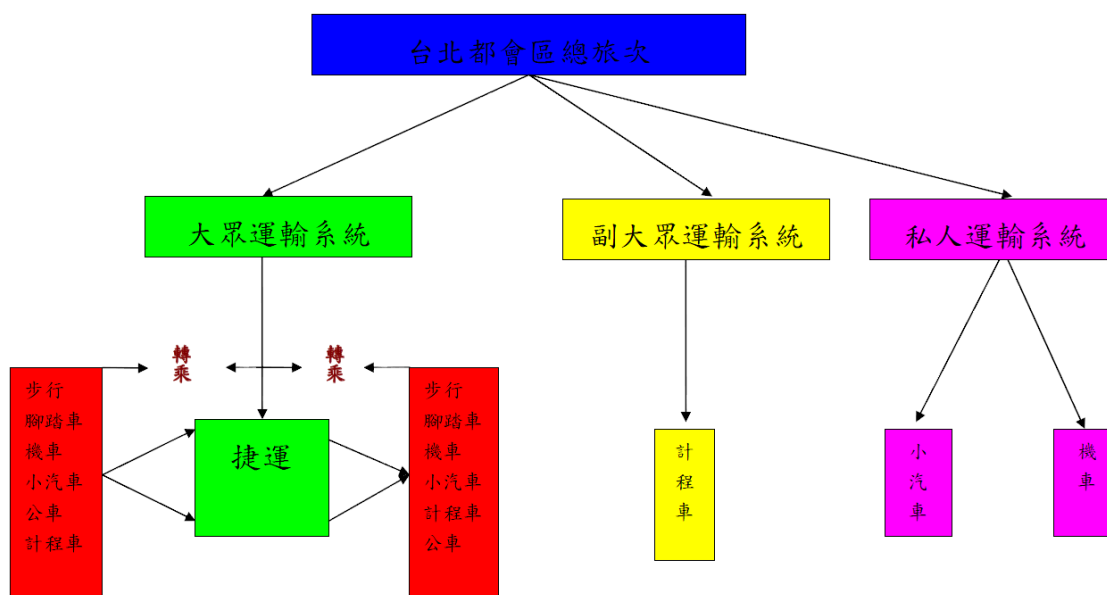 台北都會區總旅次
大眾運輸系統
副大眾運輸系統
私人運輸系統
轉乘
轉乘
步行
腳踏車
機車
小汽車
公車
計程車
捷運
步行
腳踏車
機車
小汽車
計程車
公車
計程車
小汽車
機車